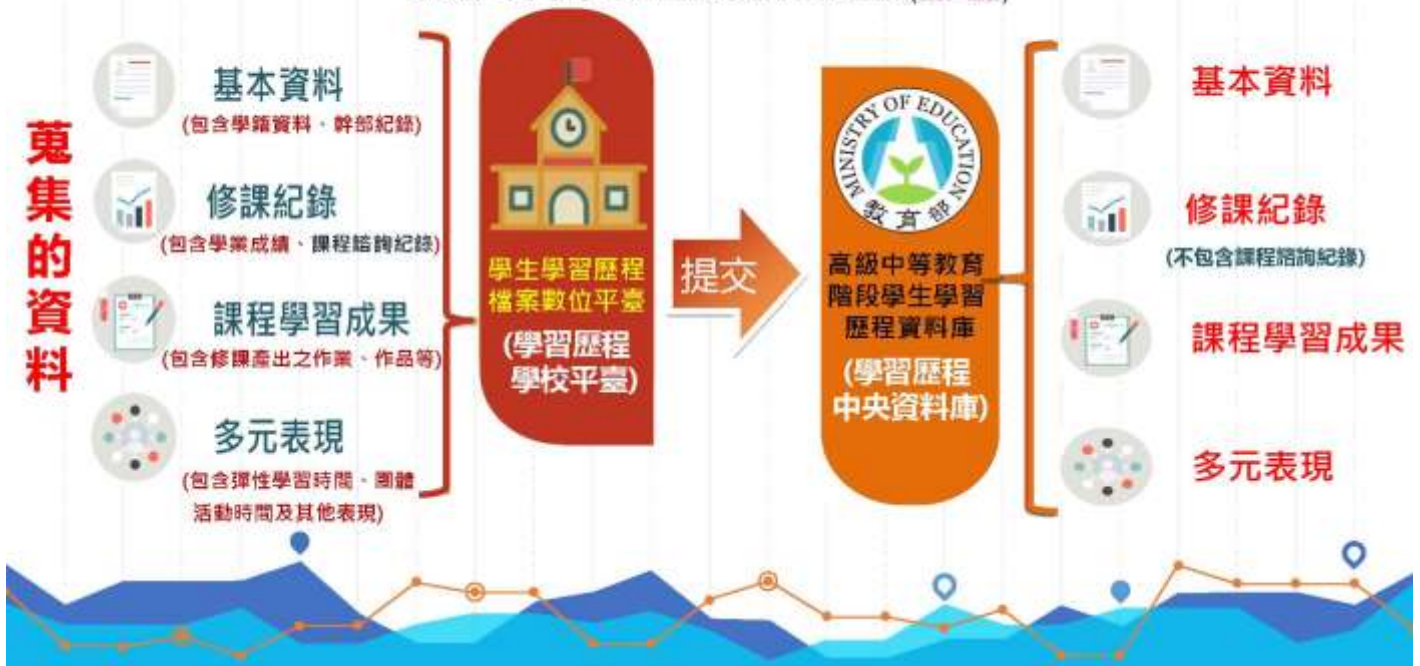 蒐集的資料
基本資料
(包含學籍資料、幹部紀錄)
修課紀錄
(包含學業成績、課程諮詢紀錄)
課程學習成果
(包含修課產出之作業、作品等)
多元表現
(包含彈性學習時間、團體
活動時間及其他表現)
學生學習歷程
檔案數位平臺
(學習歷程
學校平臺)
提交
MINISTRY OF EDUCATION
教育部
高級中等教育
階段學生學習
歷程資料庫
(學習歷程
中央資料庫)
基本資料
修課紀錄
(不包含課程諮詢紀錄)
課程學習成果
多元表現